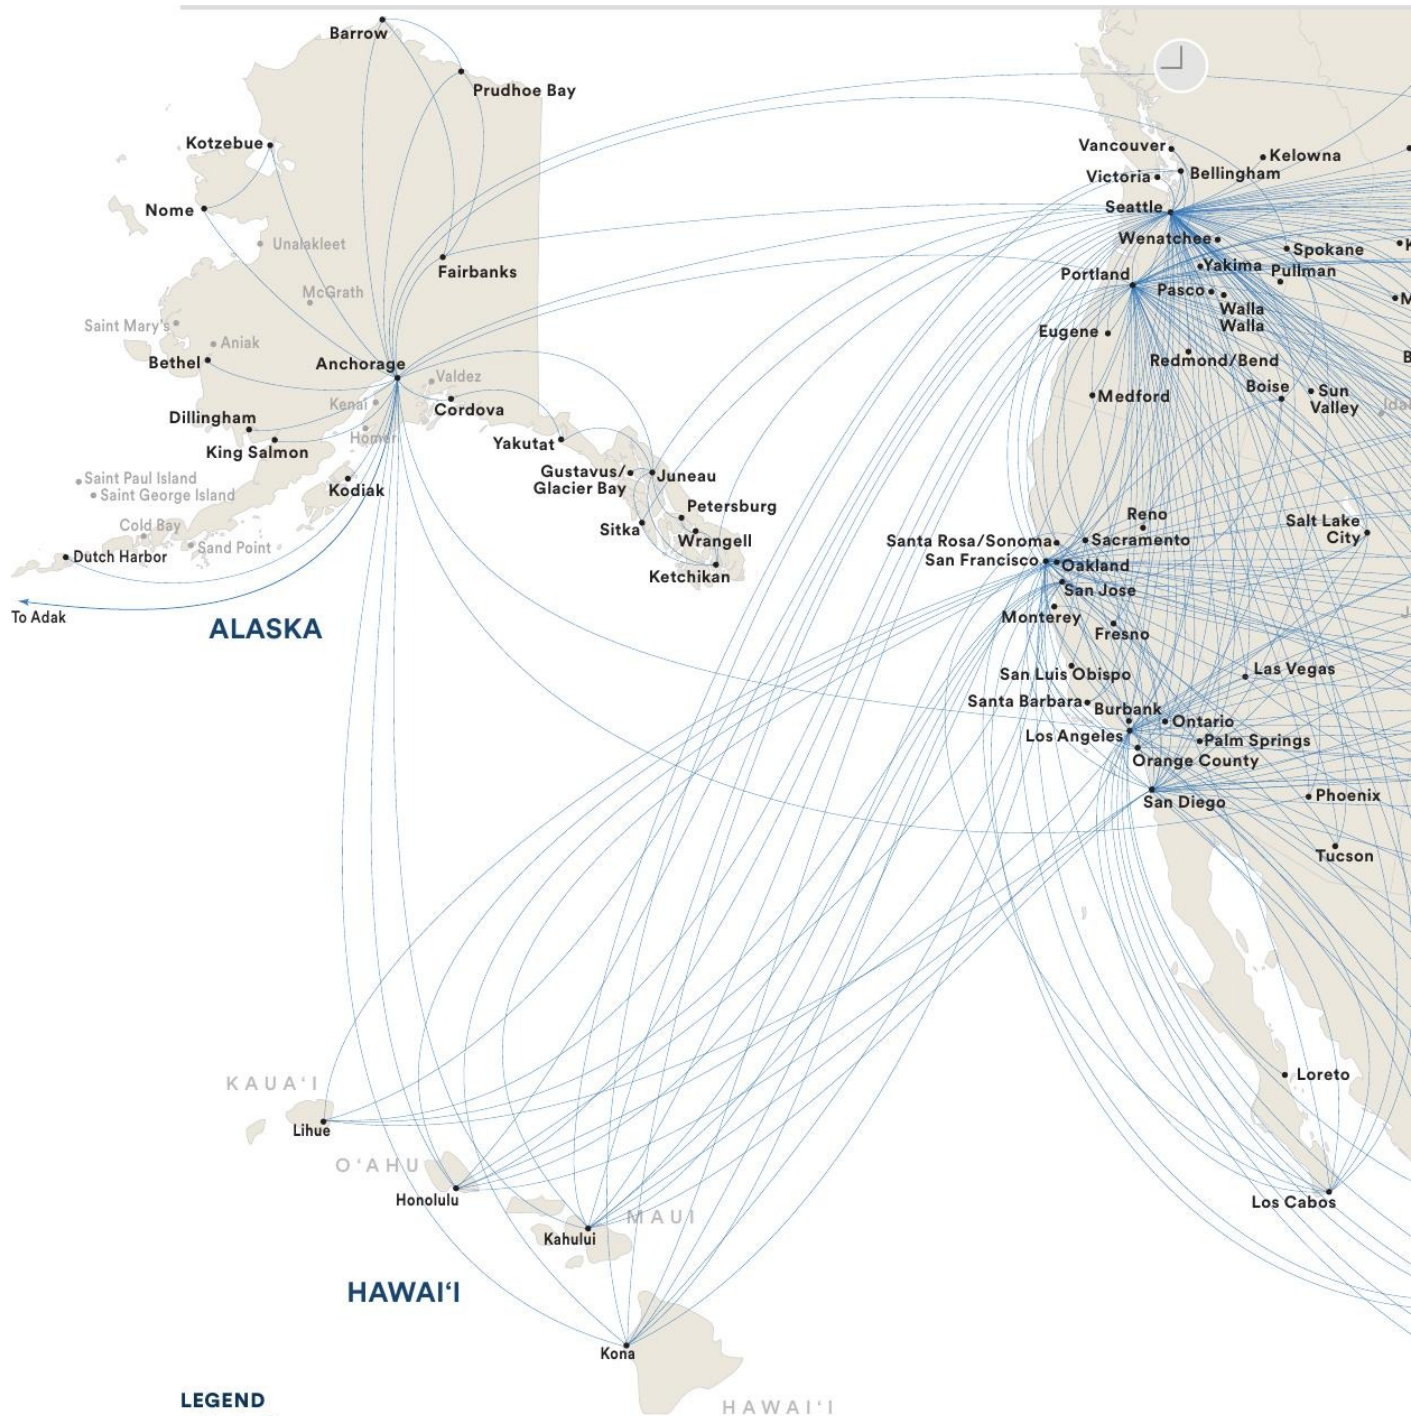 Barrow
Prudhoe Bay
Kotzebue
Nome
Unalakleet
Fairbanks
McGrath
Saint Mary's
Aniak
Bethel
Anchorage
Valdez
Kenai
Cordova
Dillingham
Homer
King Salmon
Yakutat
Saint Paul Island
Saint George Island
Kodiak
Gustavus/
Glacier Bay
Juneau
Petersburg
Cold Bay
Sitka
Wrangell
Sand Point
Dutch Harbor
Ketchikan
To Adak
ALASKA
Vancouver
Kelowna
Victoria
Bellingham
Seattle
Wenatchee
Spokane
K
Portland
Yakima
Pullman
Pasco
M
Walla
Walla
Eugene
Redmond/Bend
B
Boise
Sun
Valley
Medford
Idal
Reno
Salt Lake
City
Santa Rosa/Sonoma
Sacramento
San Francisco
Oakland
San Jose
Monterey
Fresno
J
San Luis Obispo
Las Vegas
Santa Barbara
Burbank
Ontario
Los Angeles
Palm Springs
Orange County
San Diego
Phoenix
Tucson
Loreto
Los Cabos
KAUA‘I
Lihue
O‘AHU
Honolulu
MAUI
Kahului
HAWAI‘I
Kona
LEGEND
HAWAI‘I